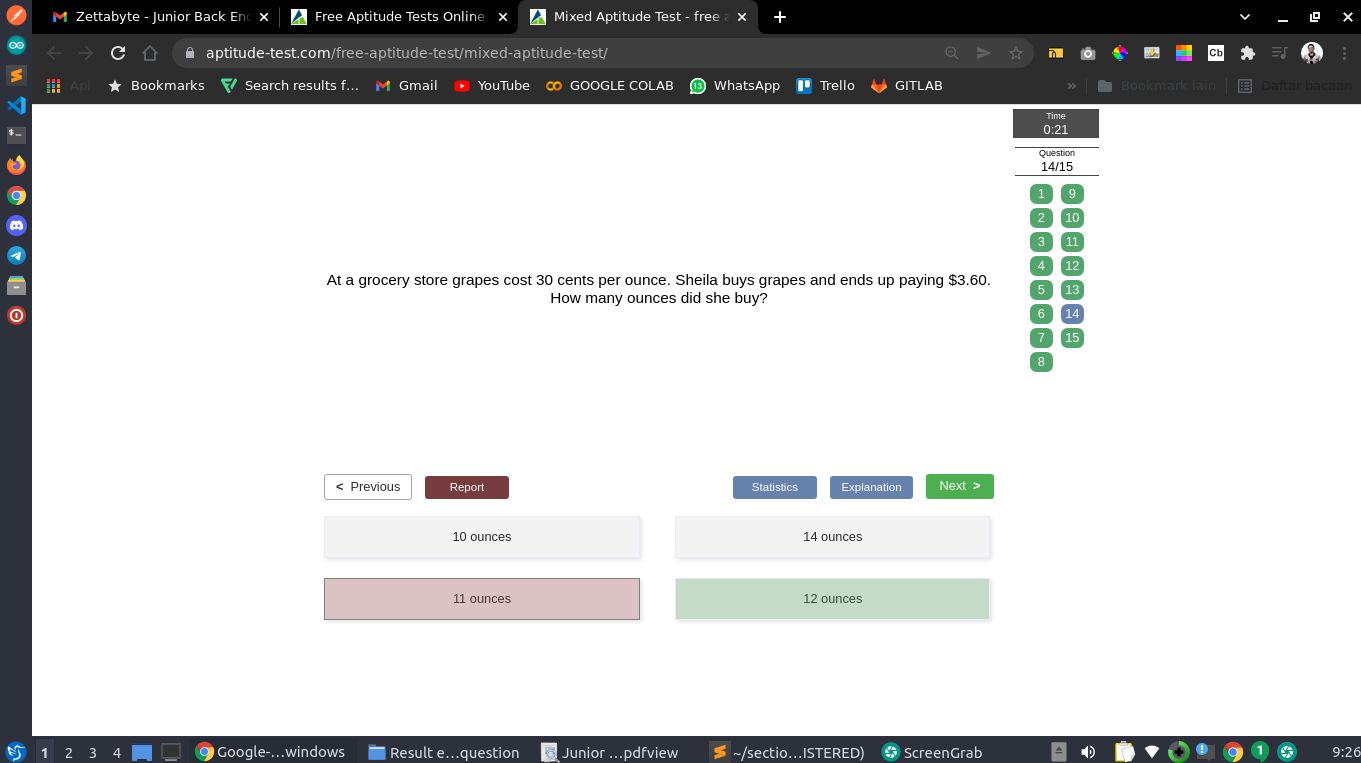 Zettabyte - Junior Back End
Free Aptitude Tests Online
Mixed Aptitude Test - free a
aptitude-test.com/free-aptitude-test/mixed-aptitude-test/
Cb
Apl
Bookmarks
Search results f...
Gmail
YouTube
GOOGLE COLAB
13
WhatsApp
Trello
GITLAB
»
Bookmark lain
Daftar bacaan
Time
0:21
Question
14/15
1 9
2 10
3 11
4 12
5 13
6 14
7 15
8
At a grocery store grapes cost 30 cents per ounce. Sheila buys grapes and ends up paying $3.60.
How many ounces did she buy?
< Previous
Report
Statistics
Explanation
Next >
10 ounces
14 ounces
11 ounces
12 ounces
1 2 3 4
Google-...windows
Result e...question
Junior ...pdfview
~/sectio...ISTERED)
ScreenGrab
1
9:26